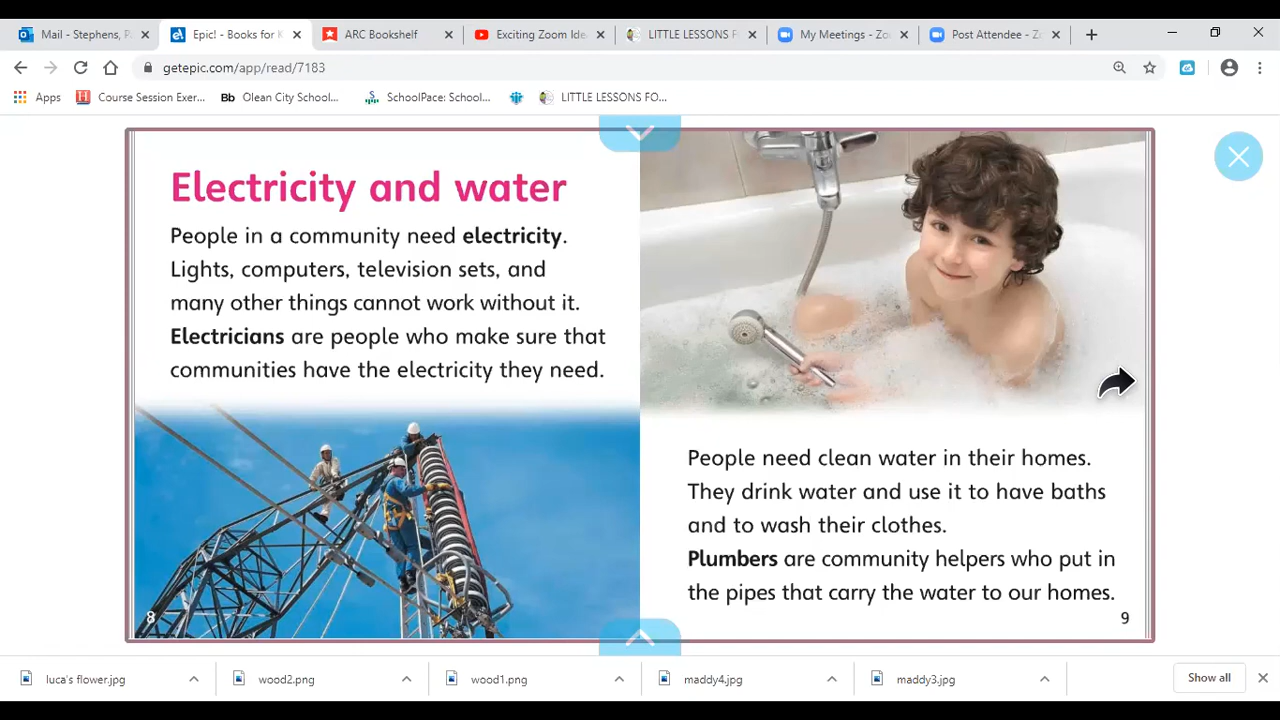 Mail - Stephens, P
Epic! - Books for K
ARC Bookshelf
Exciting Zoom Ide
LITTLE LESSONS F
My Meetings - Zo
Post Attendee - Z
getepic.com/app/read/7183
Apps
Course Session Exer...
Bb Olean City School...
SchoolPace: School...
LITTLE LESSONS FO...
Electricity and water
People in a community need electricity.
Lights, computers, television sets, and
many other things cannot work without it.
Electricians are people who make sure that
communities have the electricity they need.
8
People need clean water in their homes.
They drink water and use it to have baths
and to wash their clothes.
Plumbers are community helpers who put in
the pipes that carry the water to our homes.
9
luca's flower.jpg
wood2.png
wood1.png
maddy4.jpg
maddy3.jpg
Show all